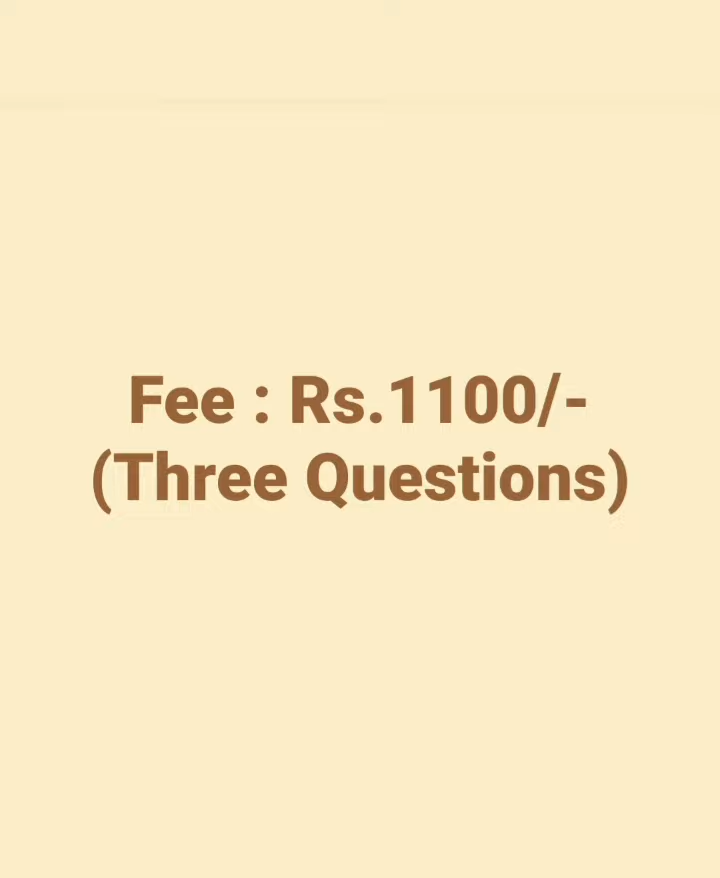 Fee : Rs.1100/-
(Three Questions)